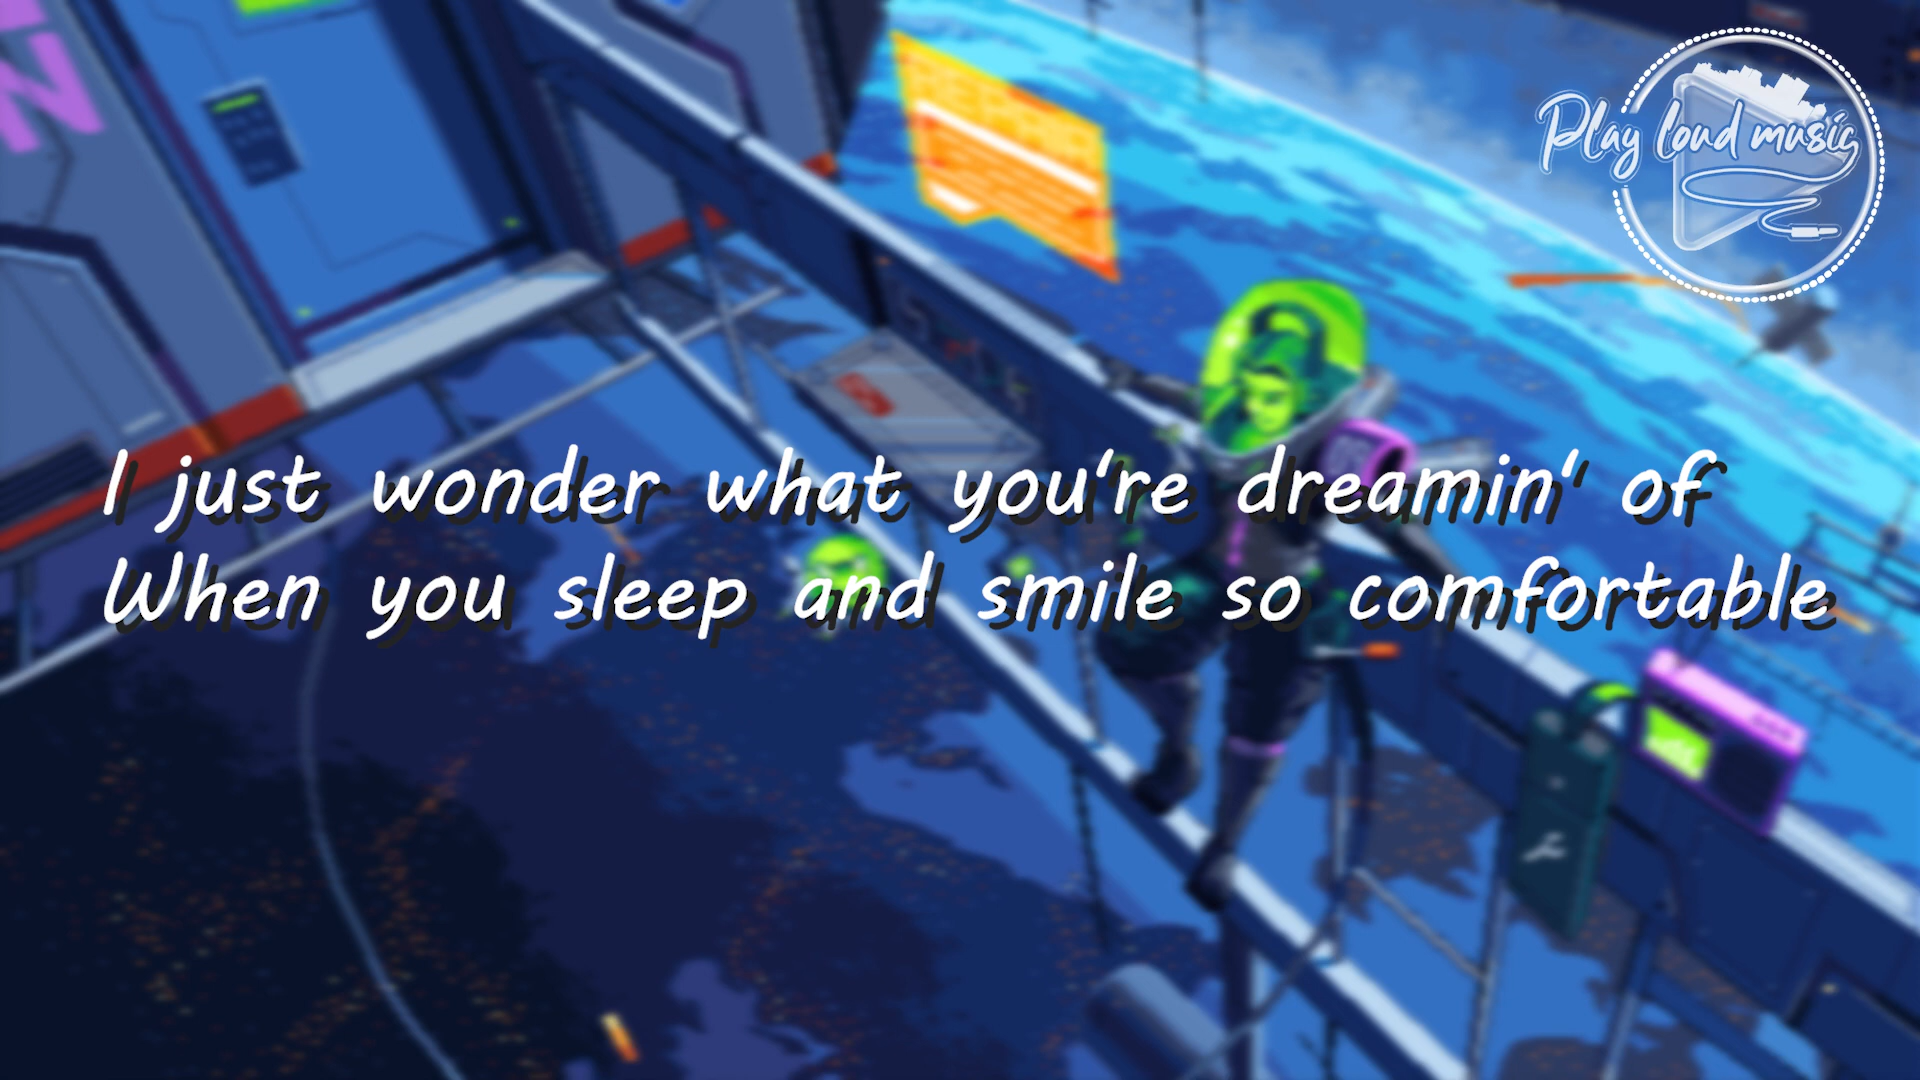 Play loud music
I just wonder what you're dreamin' of
When you sleep and smile so comfortable